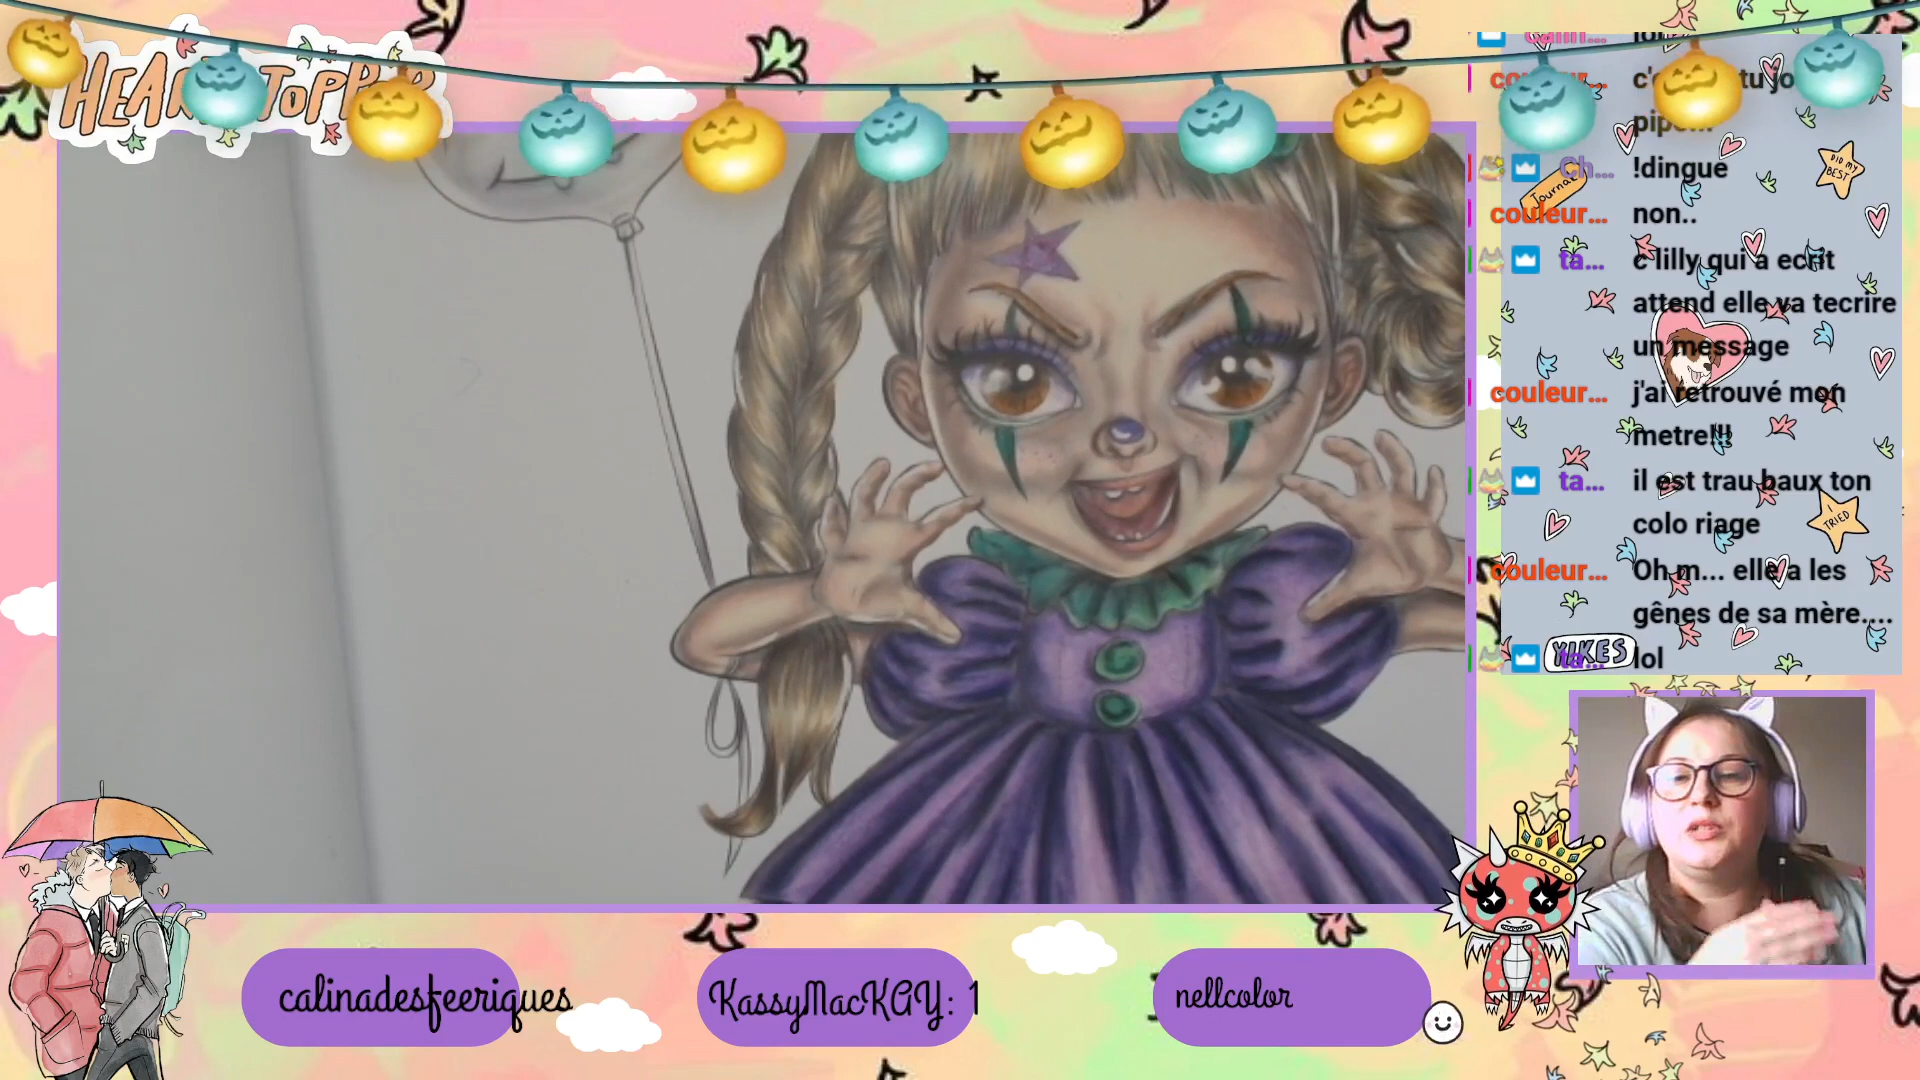 HEARTSTOPPER
!dingue
non..
c lilly qui a ecrit
attend elle va tecrire
un message
couleur... j'ai retrouvé mon
metre!!!
ta... il est trau baux ton
colo riage
couleur... Oh m... elle a les
gênes de sa mère....
ta... lol
Journal
DID MY BEST
I TRIED
YIKES
calinadesfeeriques
KassyMacKAY: 1
nellcolor